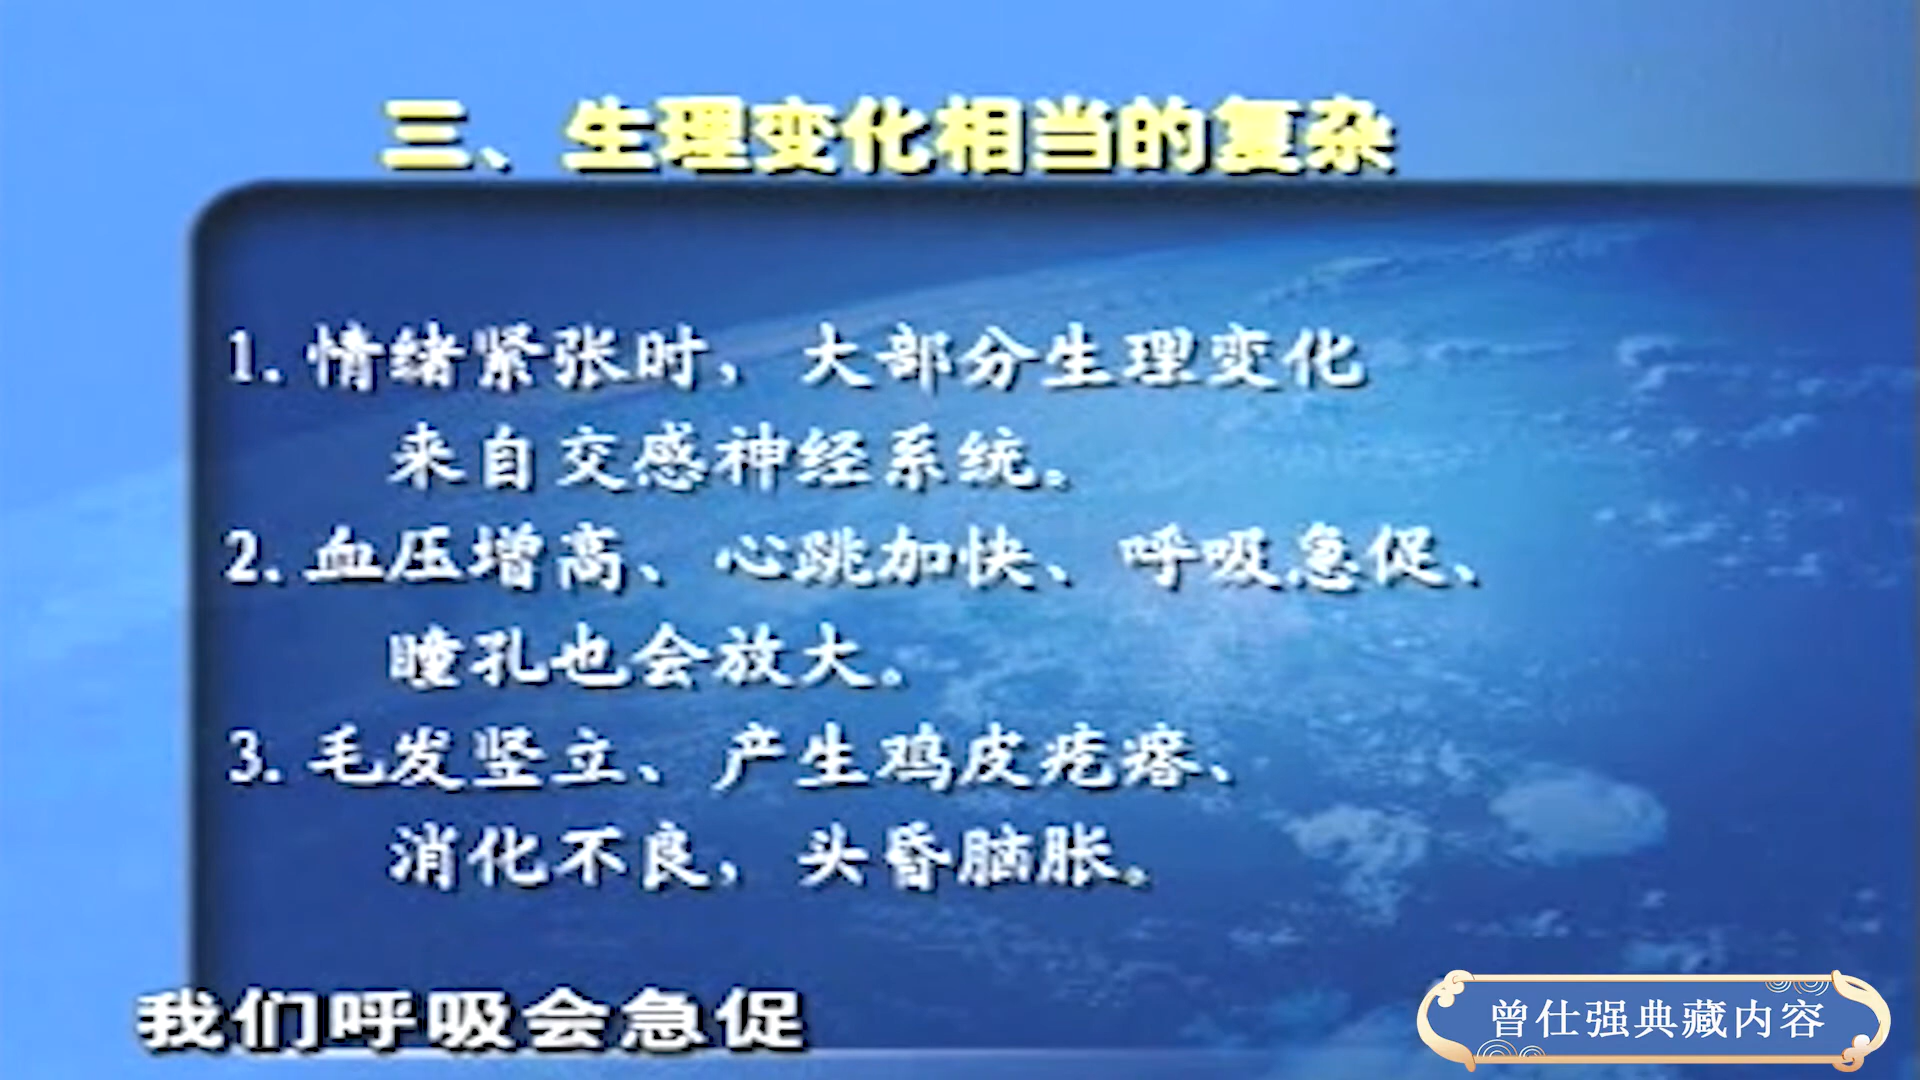 三、生理变化相当的复杂
1.情绪紧张时，大部分生理变化
来自交感神经系统。
2.血压增高、心跳加快、呼吸急促、
瞳孔也会放大。
3.毛发竖立、产生鸡皮疙瘩、
消化不良，头昏脑胀。
我们呼吸会急促
曾仕强典藏内容